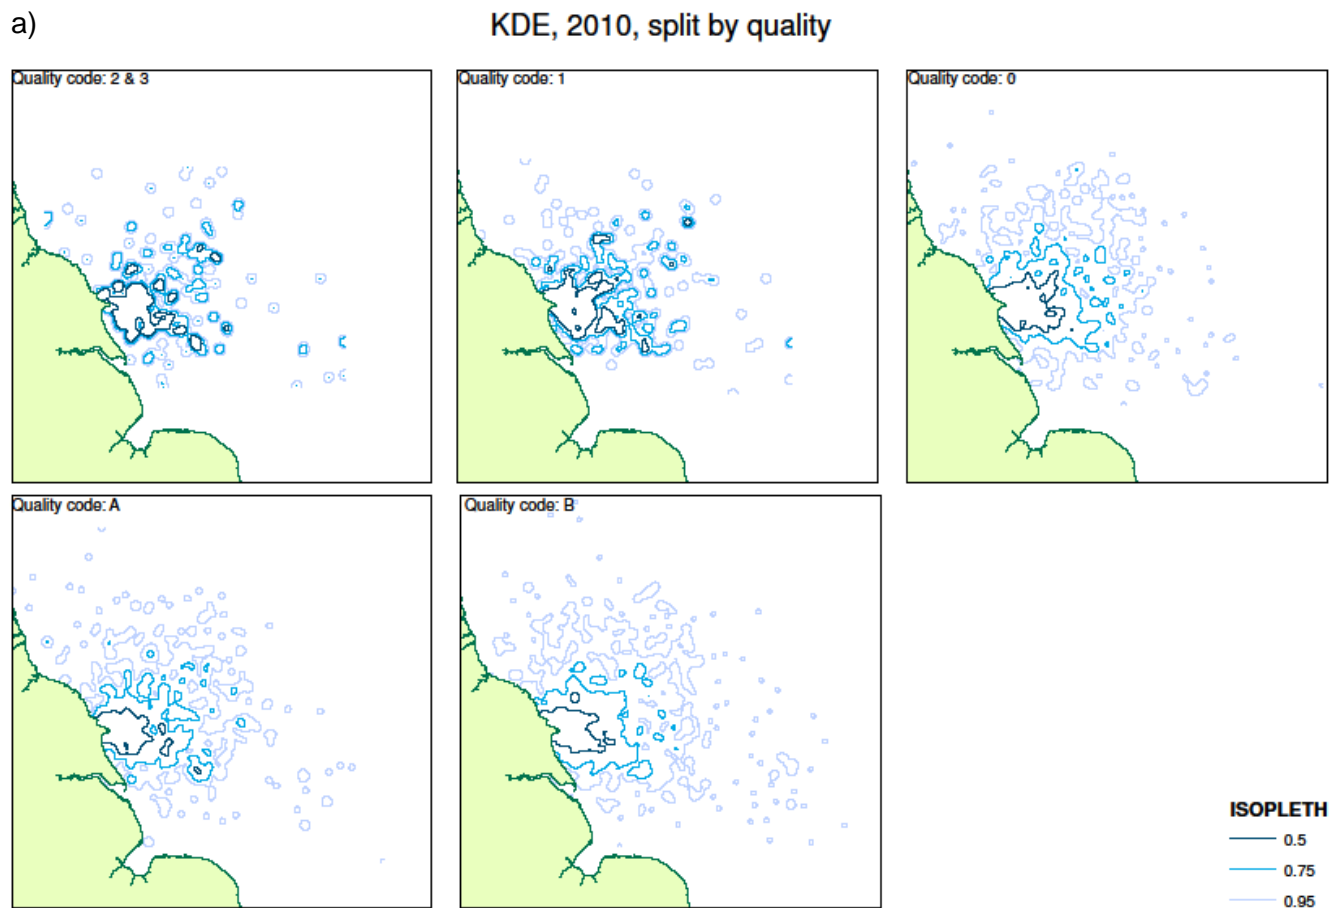 a)
KDE, 2010, split by quality
Quality code: 2 & 3
Quality code: 1
Quality code: 0
Quality code: A
Quality code: B
ISOPLETH
0.5
0.75
0.95